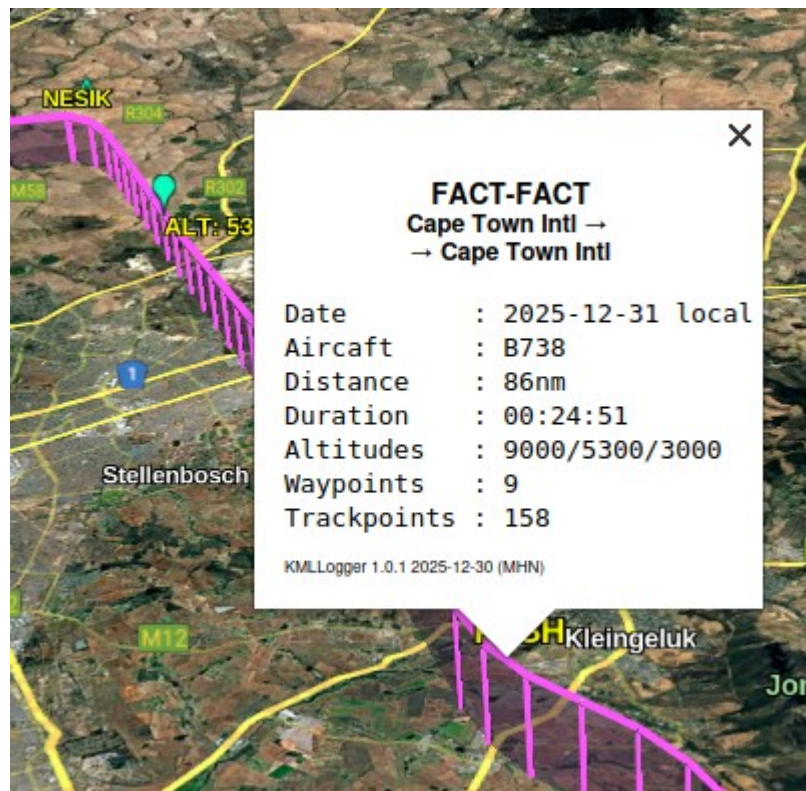 NESIK
R304
M58
R302
ALT: 53
1
Stellenbosch
M12
FACT-FACT
Cape Town Intl →
→ Cape Town Intl
Date : 2025-12-31 local
Aircaft : B738
Distance : 86nm
Duration : 00:24:51
Altitudes : 9000/5300/3000
Waypoints : 9
Trackpoints : 158
KMLLogger 1.0.1 2025-12-30 (MHN)
Kleingeluk
Jor